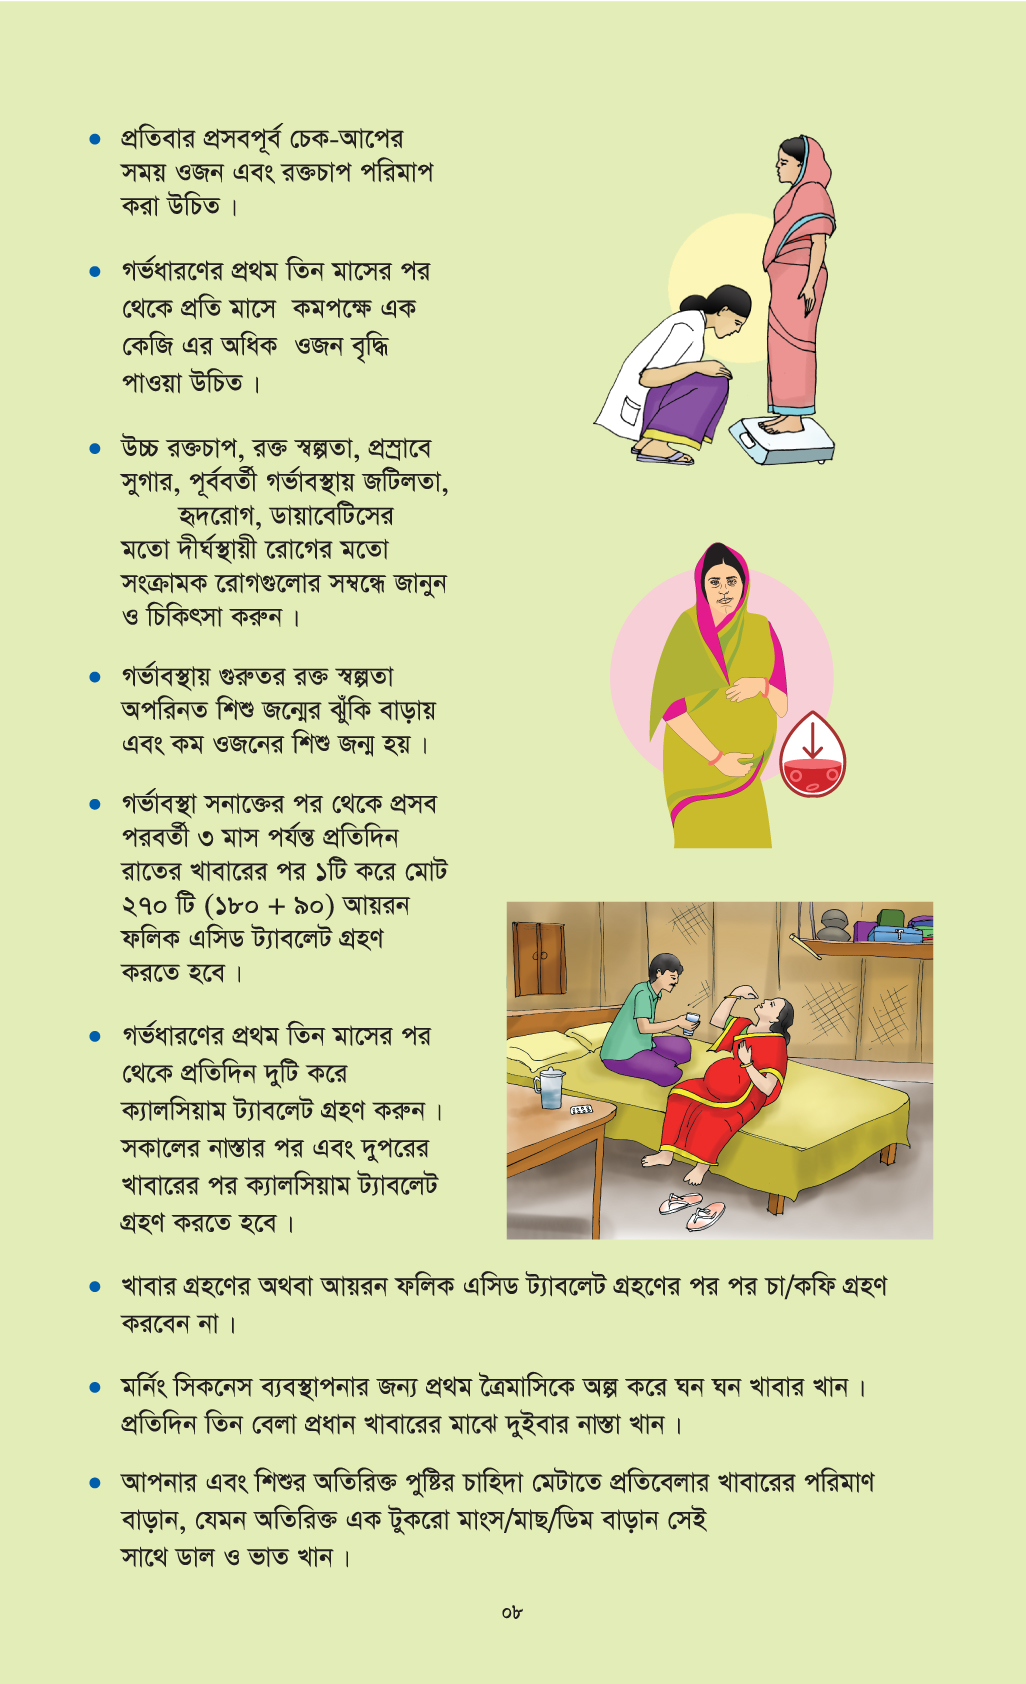 • প্রতিবার প্রসবপূর্ব চেক-আপের
সময় ওজন এবং রক্তচাপ পরিমাপ
করা উচিত ।
• গর্ভধারণের প্রথম তিন মাসের পর
থেকে প্রতি মাসে কমপক্ষে এক
কেজি এর অধিক ওজন বৃদ্ধি
পাওয়া উচিত ।
• উচ্চ রক্তচাপ, রক্ত স্বল্পতা, প্রস্রাবে
সুগার, পূর্ববর্তী গর্ভাবস্থায় জটিলতা,
হৃদরোগ, ডায়াবেটিসের
মতো দীর্ঘস্থায়ী রোগের মতো
সংক্রামক রোগগুলোর সম্বন্ধে জানুন
ও চিকিৎসা করুন ।
• গর্ভাবস্থায় গুরুতর রক্ত স্বল্পতা
অপরিনত শিশু জন্মের ঝুঁকি বাড়ায়
এবং কম ওজনের শিশু জন্ম হয় ।
• গর্ভাবস্থা সনাক্তের পর থেকে প্রসব
পরবর্তী ৩ মাস পর্যন্ত প্রতিদিন
রাতের খাবারের পর ১টি করে মোট
২৭০ টি (১৮০ + ৯০) আয়রন
ফলিক এসিড ট্যাবলেট গ্রহণ
করতে হবে ।
• গর্ভধারণের প্রথম তিন মাসের পর
থেকে প্রতিদিন দুটি করে
ক্যালসিয়াম ট্যাবলেট গ্রহণ করুন ।
সকালের নাস্তার পর এবং দুপরের
খাবারের পর ক্যালসিয়াম ট্যাবলেট
গ্রহণ করতে হবে ।
• খাবার গ্রহণের অথবা আয়রন ফলিক এসিড ট্যাবলেট গ্রহণের পর পর চা/কফি গ্রহণ
করবেন না ।
• মর্নিং সিকনেস ব্যবস্থাপনার জন্য প্রথম ত্রৈমাসিকে অল্প করে ঘন ঘন খাবার খান ।
প্রতিদিন তিন বেলা প্রধান খাবারের মাঝে দুইবার নাস্তা খান ।
• আপনার এবং শিশুর অতিরিক্ত পুষ্টির চাহিদা মেটাতে প্রতিবেলার খাবারের পরিমাণ
বাড়ান, যেমন অতিরিক্ত এক টুকরো মাংস/মাছ/ডিম বাড়ান সেই
সাথে ডাল ও ভাত খান ।
০৮